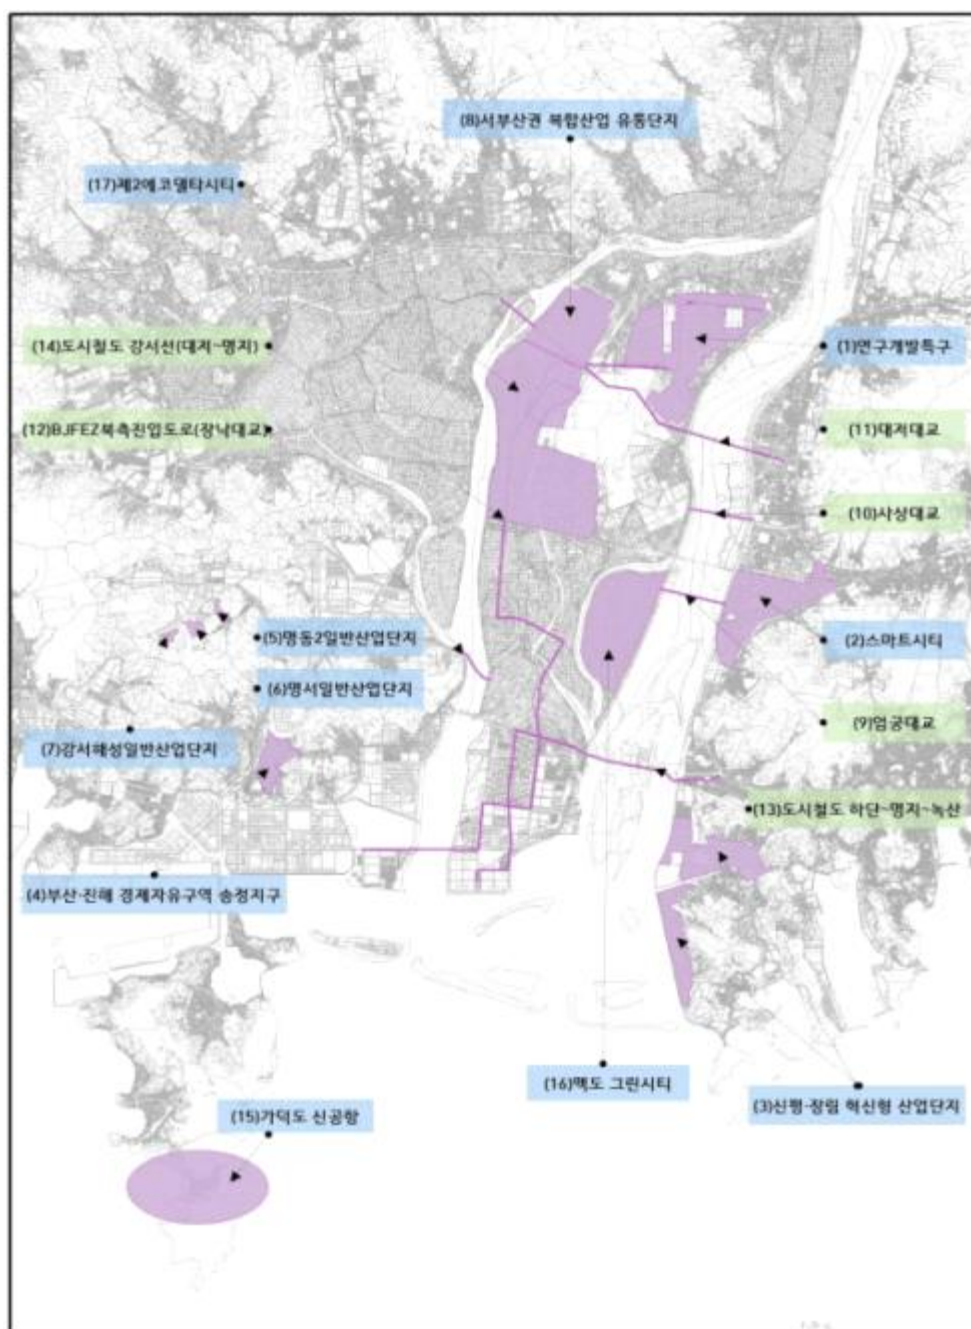 (8)서부산권 복합산업 유통단지
(17)제2에코델타시티
(14)도시철도 강서선(대저~명지)
(1)연구개발특구
(12)BJFEZ북측진입도로(장낙대교)
(11)대저대교
(10)사상대교
(5)명동2일반산업단지
(2)스마트시티
(6)명서일반산업단지
(9)엄궁대교
(7)강서해성일반산업단지
(13)도시철도 하단~명지~녹산
(4)부산·진해 경제자유구역 송정지구
(16)맥도 그린시티
(3)신평·장림 혁신형 산업단지
(15)가덕도 신공항